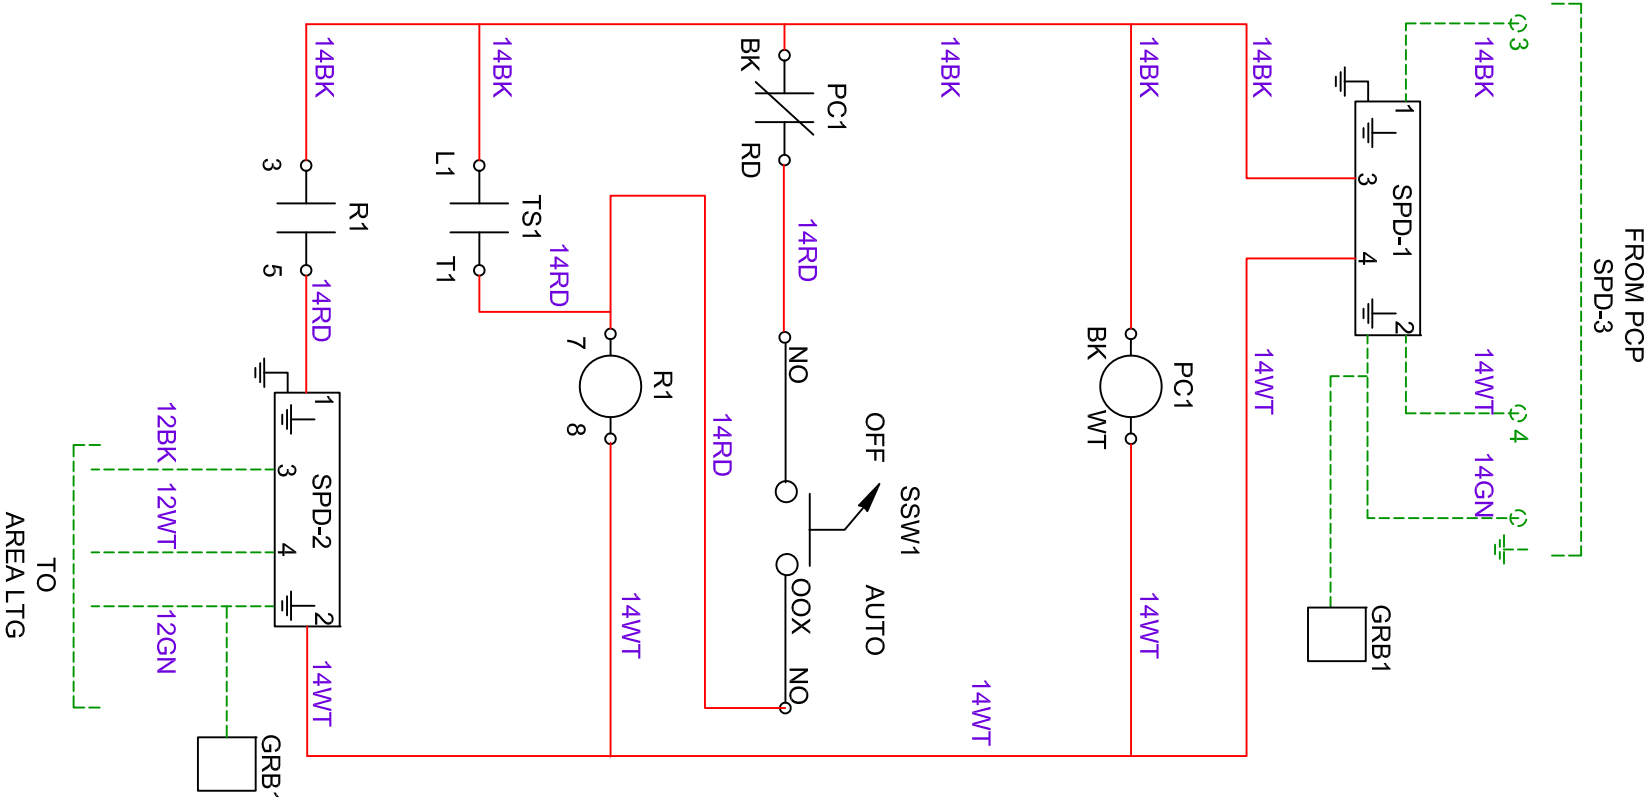 FROM PCP
SPD-3
3
4
14BK
14WT
14GN
1
2
SPD-1
GRB1
3
4
14BK
14WT
PC1
14BK
14WT
BK
WT
14WT
14BK
SSW1
OFF
AUTO
PC1
14RD
NO
OOX
NO
BK
RD
14RD
R1
14WT
7
8
14RD
TS1
14BK
L1
T1
R1
14BK
14RD
1
2
14WT
SPD-2
3
4
3
5
GRB1
12BK
12WT
12GN
TO
AREA LTG